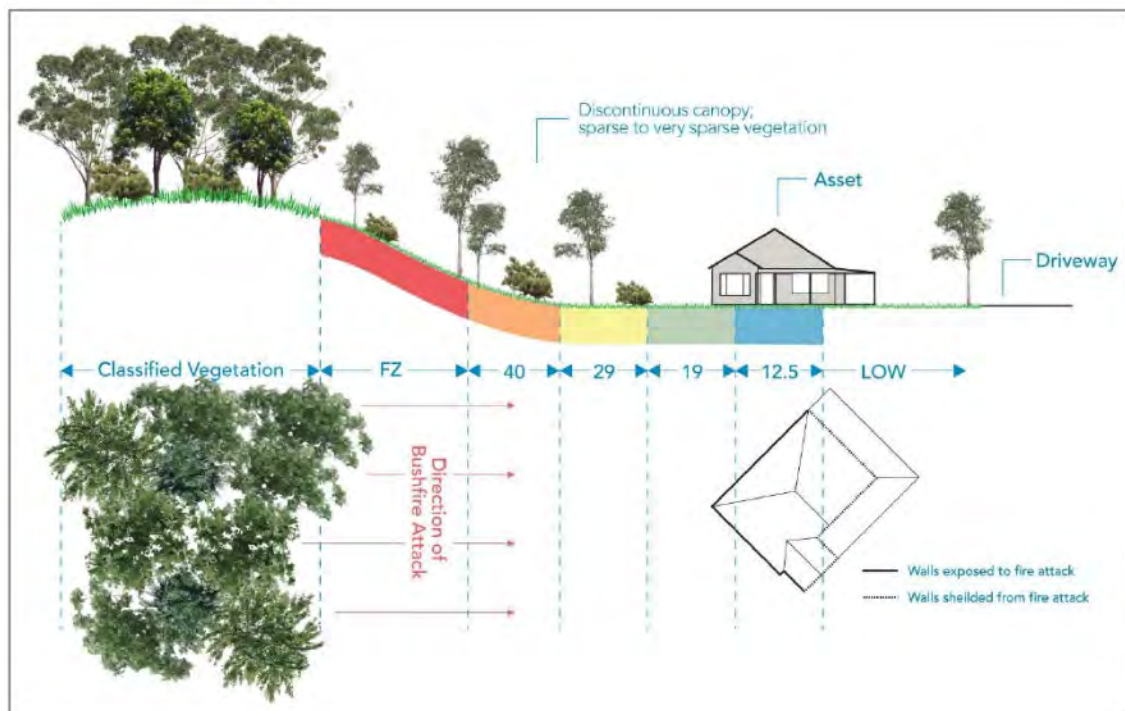 Discontinuous canopy;
sparse to very sparse vegetation
Asset
Driveway
Classified Vegetation
FZ
40
29
19
12.5
LOW
Direction of
Bushfire Attack
Walls exposed to fire attack
Walls sheilded from fire attack